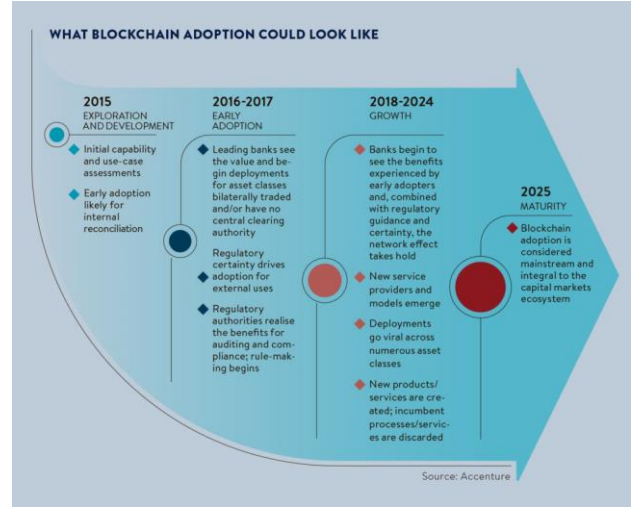 WHAT BLOCKCHAIN ADOPTION COULD LOOK LIKE
2015
EXPLORATION
AND DEVELOPMENT
Initial capability
and use-case
assessments
Early adoption
likely for
internal
reconciliation
2016-2017
EARLY
ADOPTION
Leading banks see
the value and be-
gin deployments
for asset classes
bilaterally traded
and/or have no
central clearing
authority
Regulatory
certainty drives
adoption for
external uses
Regulatory
authorities realise
the benefits for
auditing and com-
pliance; rule-mak-
ing begins
2018-2024
GROWTH
Banks begin to
see the benefits
experienced by
early adopters
and, combined
with regulatory
guidance and
certainty, the
network effect
takes hold
New service
providers and
models emerge
Deployments
go viral across
numerous asset
classes
New products/
services are cre-
ated; incumbent
processes/servic-
es are discarded
2025
MATURITY
Blockchain
adoption is
considered
mainstream and
integral to the
capital markets
ecosystem
Source: Accenture